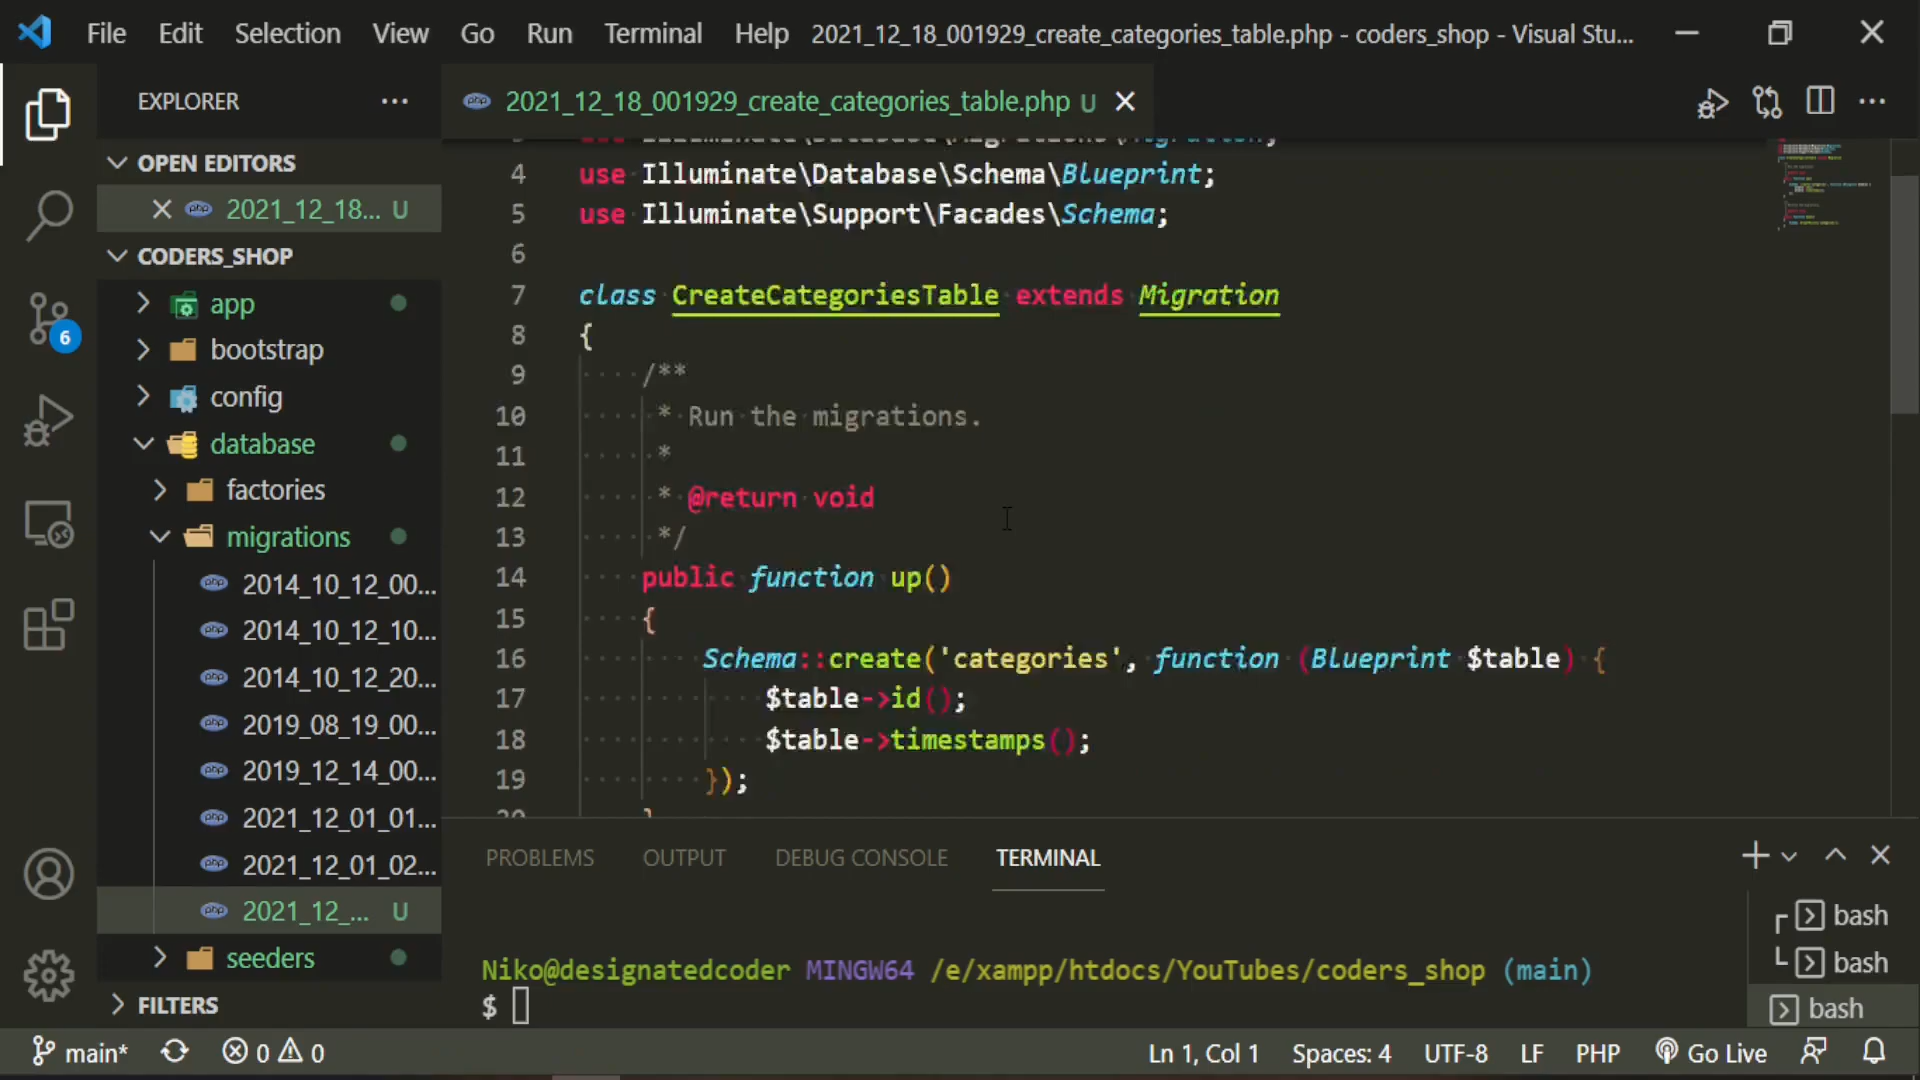 File Edit Selection View Go Run Terminal Help 2021_12_18_001929_create_categories_table.php - coders_shop - Visual Stu...
EXPLORER
OPEN EDITORS
2021_12_18... U
CODERS_SHOP
app
bootstrap
config
database
factories
migrations
2014_10_12_00...
2014_10_12_10...
2014_10_12_20...
2019_08_19_00...
2019_12_14_00...
2021_12_01_01...
2021_12_01_02...
2021_12_... U
seeders
FILTERS
6
2021_12_18_001929_create_categories_table.php U
4 use Illuminate\Database\Schema\Blueprint;
5 use Illuminate\Support\Facades\Schema;
6
7 class CreateCategoriesTable extends Migration
8 {
9 /**
10 * Run the migrations.
11 *
12 * @return void
13 */
14 public function up()
15 {
16 Schema::create('categories', function (Blueprint $table) {
17 $table->id();
18 $table->timestamps();
19 });
PROBLEMS OUTPUT DEBUG CONSOLE TERMINAL
Niko@designatedcoder MINGW64 /e/xampp/htdocs/YouTubes/coders_shop (main)
$
bash
bash
bash
main* 0 0 Ln 1, Col 1 Spaces: 4 UTF-8 LF PHP Go Live